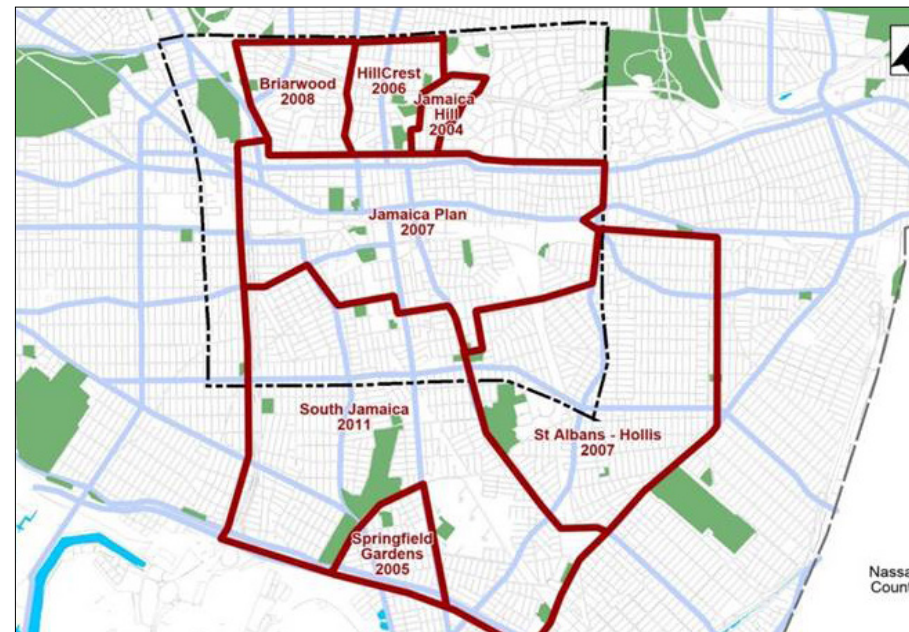 Briarwood
2008
HillCrest
2006
Jamaica
Hill
2004
Jamaica Plan
2007
South Jamaica
2011
St Albans - Hollis
2007
Springfield
Gardens
2005
Nassa
Count